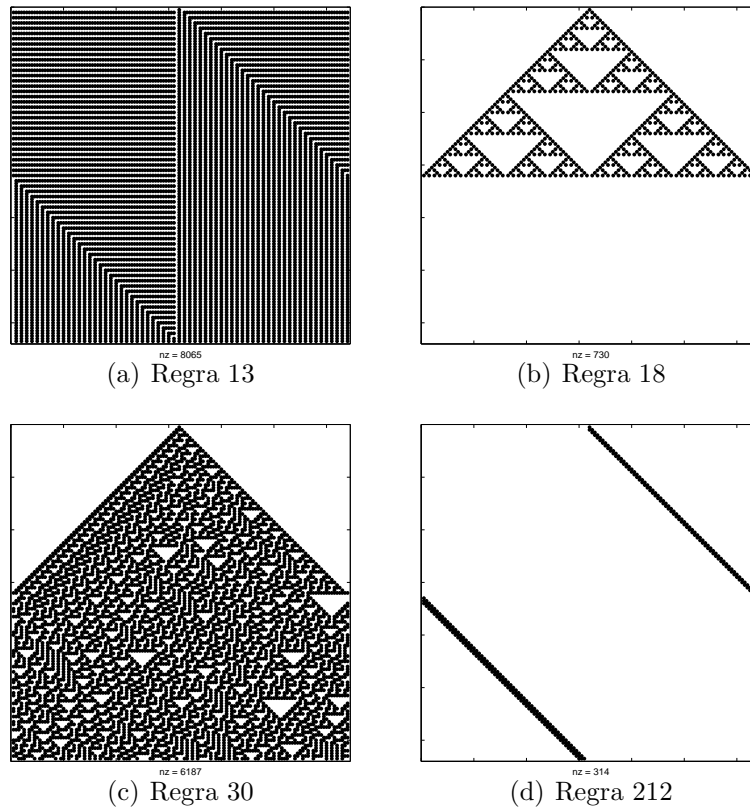 nz = 8065
(a) Regra 13
nz = 730
(b) Regra 18
nz = 6187
(c) Regra 30
nz = 314
(d) Regra 212